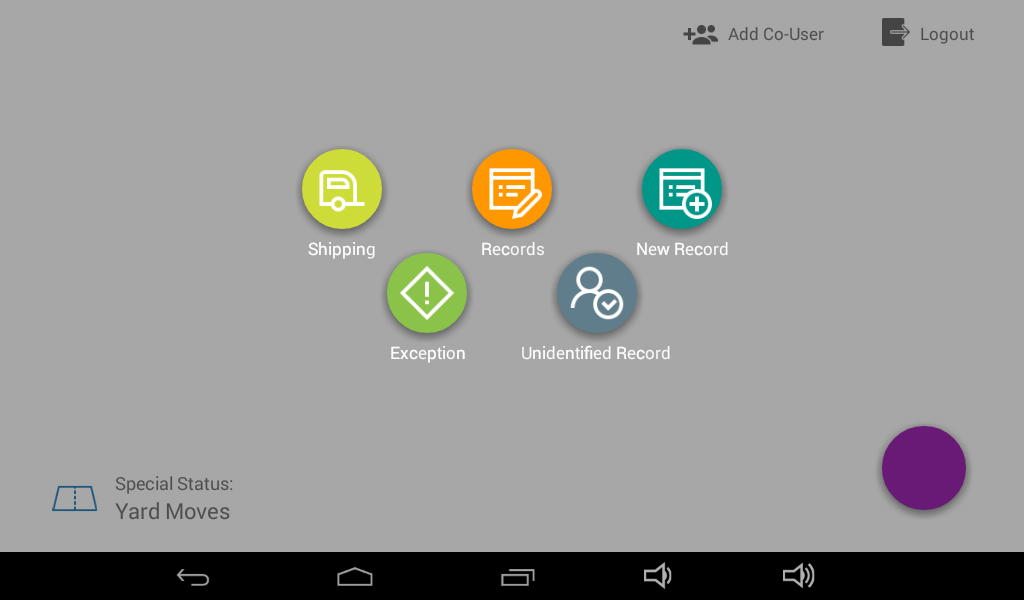 Add Co-User
Logout
Shipping
Records
New Record
Exception
Unidentified Record
Special Status:
Yard Moves